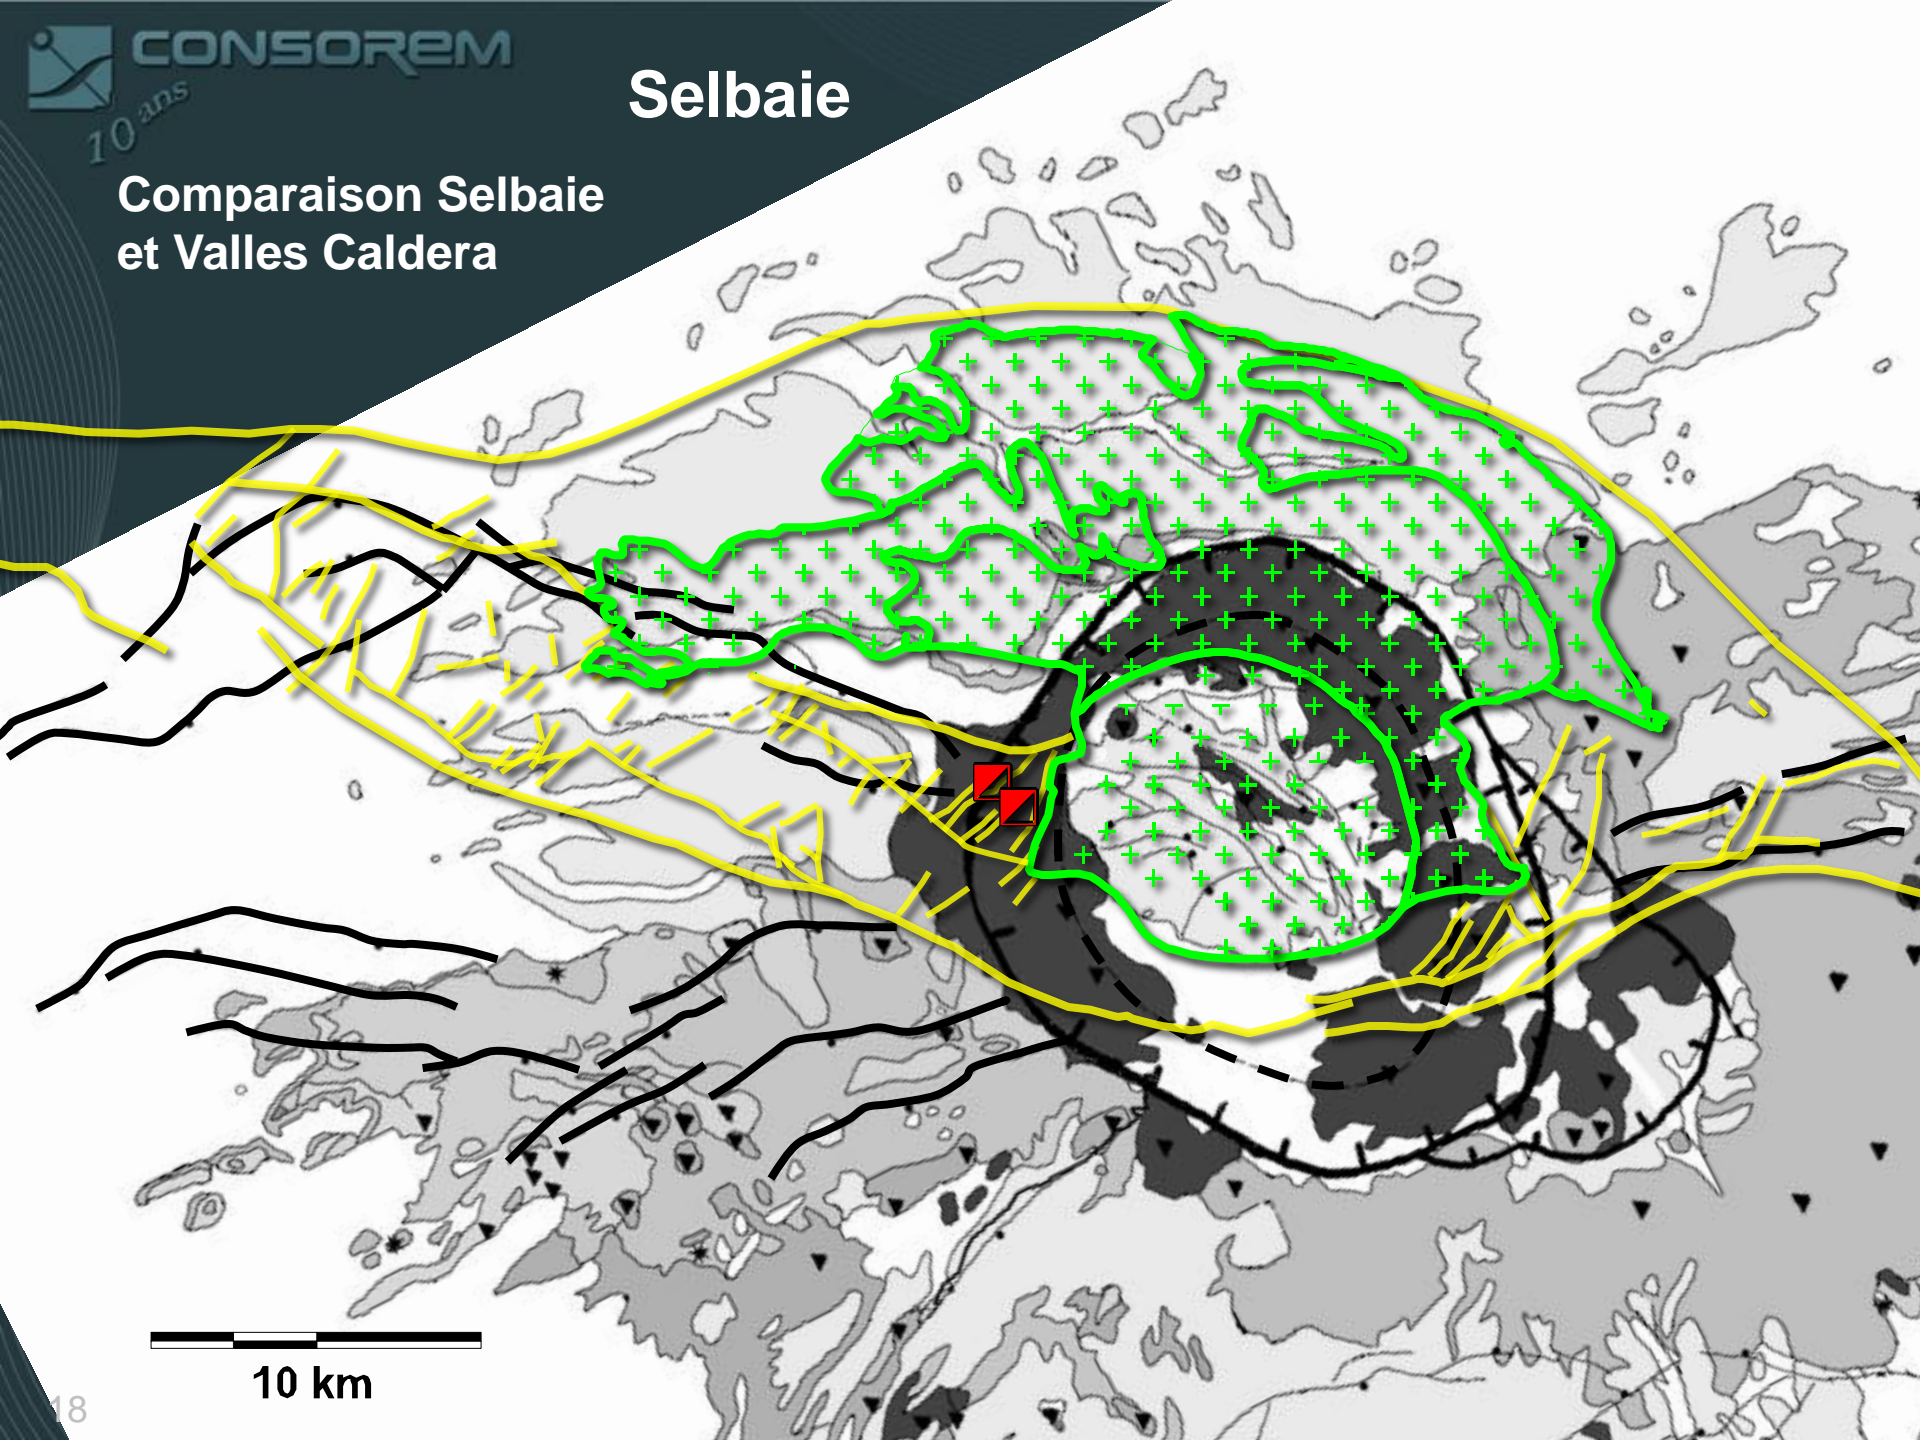 CONSOREM
10 ans
Selbaie
Comparaison Selbaie
et Valles Caldera
10 km
18